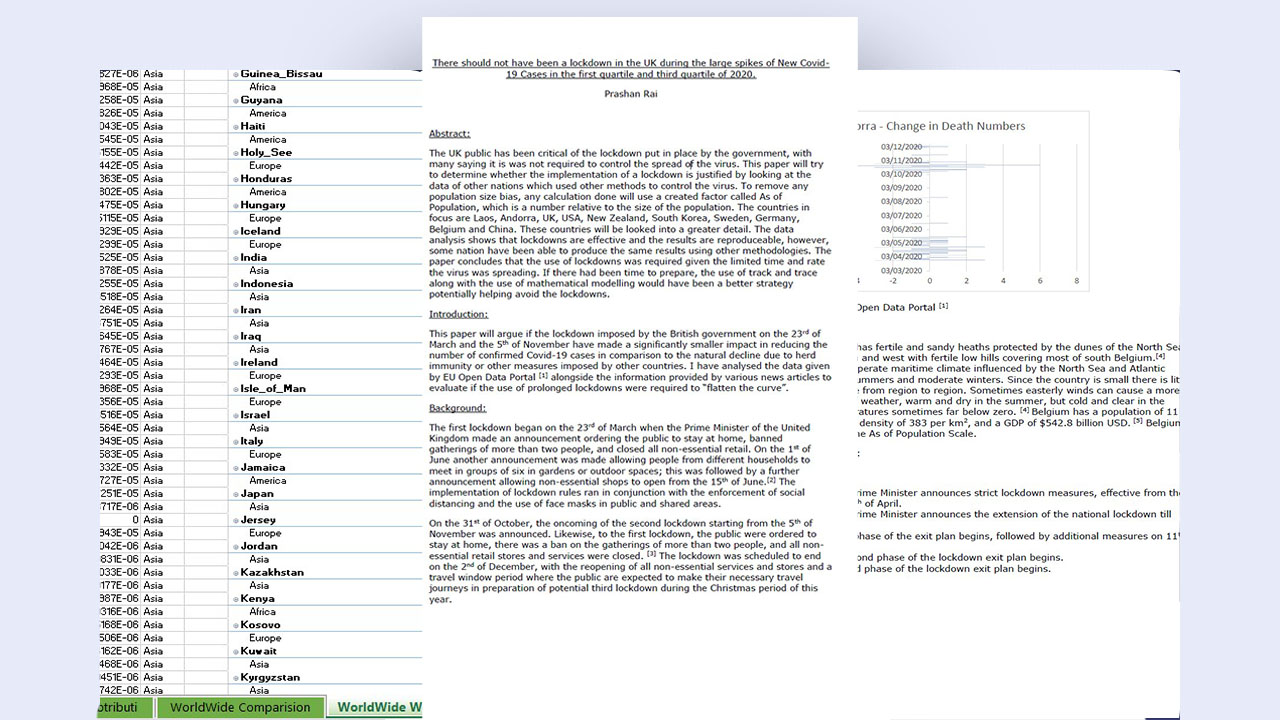 827E-06 Asia Guinea_Bissau
968E-05 Asia Africa
258E-05 Asia Guyana
826E-06 Asia America
043E-05 Asia Haiti
545E-05 Asia America
155E-05 Asia Holy_See
442E-06 Asia Europe
363E-05 Asia Honduras
802E-06 Asia America
475E-05 Asia Hungary
5115E-06 Asia Europe
929E-05 Asia Iceland
299E-05 Asia Europe
525E-05 Asia India
878E-05 Asia Asia
255E-05 Asia Indonesia
518E-06 Asia Asia
264E-05 Asia Iran
751E-05 Asia Asia
645E-05 Asia Iraq
767E-05 Asia Asia
464E-05 Asia Ireland
293E-05 Asia Europe
968E-05 Asia Isle_of_Man
356E-05 Asia Europe
516E-05 Asia Israel
564E-05 Asia Asia
949E-05 Asia Italy
583E-05 Asia Europe
332E-05 Asia Jamaica
727E-05 Asia America
251E-05 Asia Japan
717E-06 Asia Asia
0 Asia Jersey
943E-05 Asia Europe
042E-06 Asia Jordan
831E-05 Asia Asia
033E-05 Asia Kazakhstan
177E-05 Asia Asia
987E-05 Asia Kenya
316E-06 Asia Africa
168E-05 Asia Kosovo
506E-06 Asia Europe
162E-05 Asia Kuwait
468E-05 Asia Asia
451E-05 Asia Kyrgyzstan
742E-06 Asia Asia
tributi WorldWide Comparision WorldWide W
There should not have been a lockdown in the UK during the large spikes of New Covid-
19 Cases in the first quartile and third quartile of 2020.
Prashan Rai
Abstract:
The UK public has been critical of the lockdown put in place by the government, with
many saying it is was not required to control the spread of the virus. This paper will try
to determine whether the implementation of a lockdown is justified by looking at the
data of other nations which used other methods to control the virus. To remove any
population size bias, any calculation done will use a created factor called As of
Population, which is a number relative to the size of the population. The countries in
focus are Laos, Andorra, UK, USA, New Zealand, South Korea, Sweden, Germany,
Belgium and China. These countries will be looked into a greater detail. The data
analysis shows that lockdowns are effective and the results are reproduceable, however,
some nation have been able to produce the same results using other methodologies. The
paper concludes that the use of lockdowns was required given the limited time and rate
the virus was spreading. If there had been time to prepare, the use of track and trace
along with the use of mathematical modelling would have been a better strategy
potentially helping avoid the lockdowns.
Introduction:
This paper will argue if the lockdown imposed by the British government on the 23rd of
March and the 5th of November have made a significantly smaller impact in reducing the
number of confirmed Covid-19 cases in comparison to the natural decline due to herd
immunity or other measures imposed by other countries. I have analysed the data given
by EU Open Data Portal [1] alongside the information provided by various news articles to
evaluate if the use of prolonged lockdowns were required to “flatten the curve”.
Background:
The first lockdown began on the 23rd of March when the Prime Minister of the United
Kingdom made an announcement ordering the public to stay at home, banned
gatherings of more than two people, and closed all non-essential retail. On the 1st of
June another announcement was made allowing people from different households to
meet in groups of six in gardens or outdoor spaces; this was followed by a further
announcement allowing non-essential shops to open from the 15th of June.[2] The
implementation of lockdown rules ran in conjunction with the enforcement of social
distancing and the use of face masks in public and shared areas.
On the 31st of October, the oncoming of the second lockdown starting from the 5th of
November was announced. Likewise, to the first lockdown, the public were ordered to
stay at home, there was a ban on the gatherings of more than two people, and all non-
essential retail stores and services were closed. [3] The lockdown was scheduled to end
on the 2nd of December, with the reopening of all non-essential services and stores and a
travel window period where the public are expected to make their necessary travel
journeys in preparation of potential third lockdown during the Christmas period of this
year.
orra - Change in Death Numbers
03/12/2020
03/11/2020
03/10/2020
03/09/2020
03/08/2020
03/07/2020
03/06/2020
03/05/2020
03/04/2020
03/03/2020
-2 0 2 4 6 8
Open Data Portal [1]
has fertile and sandy heaths protected by the dunes of the North Sea
and west with fertile low hills covering most of south Belgium.[4]
perate maritime climate influenced by the North Sea and Atlantic
ummers and moderate winters. Since the country is small there is lit
from region to region. Sometimes easterly winds can cause a more
weather, warm and dry in the summer, but cold and clear in the
ratures sometimes far below zero. [4] Belgium has a population of 11
density of 383 per km2, and a GDP of $542.8 billion USD. [5] Belgium
he As of Population Scale.
:
rime Minister announces strict lockdown measures, effective from the
h of April.
rime Minister announces the extension of the national lockdown till
phase of the exit plan begins, followed by additional measures on 11t
ond phase of the lockdown exit plan begins.
d phase of the lockdown exit plan begins.